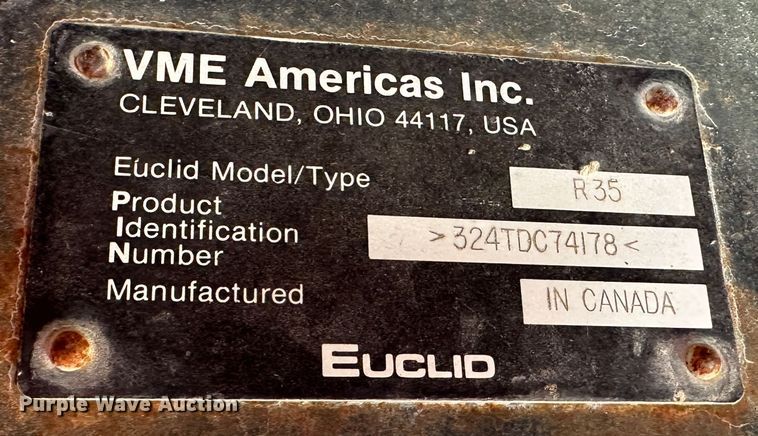 VME Americas Inc.
CLEVELAND, OHIO 44117, USA
Euclid Model/Type R35
Product
Identification >324TDC74178<
Number
Manufactured IN CANADA
EUCLID
Purple Wave Auction